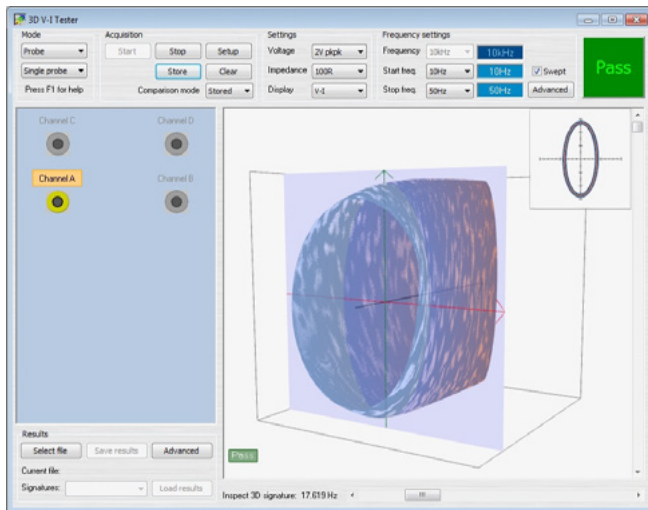 3D V-I Tester
Mode
Acquisition
Settings
Frequency settings
Probe
Start
Stop
Setup
Voltage
2V pkpk
Frequency
10kHz
10kHz
Single probe
Store
Clear
Impedance
100R
Start freq.
10Hz
10Hz
Swept
Press F1 for help
Comparison mode
Stored
Display
V-I
Stop freq.
50Hz
50Hz
Advanced
Pass
Channel C
Channel D
Channel A
Channel B
Results
Select file
Save results
Advanced
Current file:
Signatures:
Load results
Pass
Inspect 3D signature: 17.619 Hz